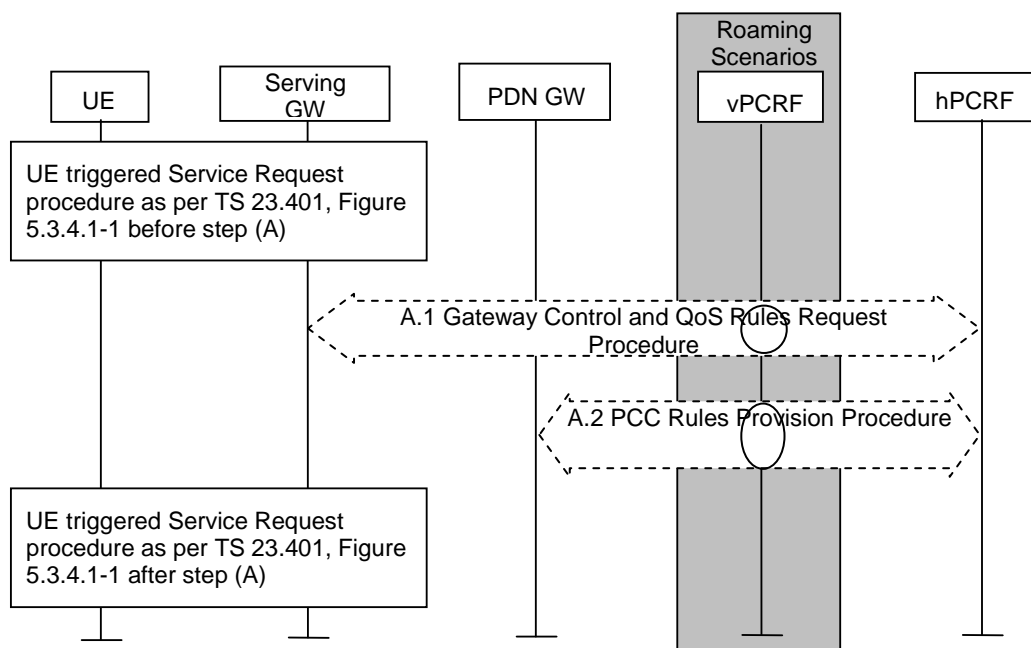 Roaming
Scenarios
UE
Serving
GW
PDN GW
vPCRF
hPCRF
UE triggered Service Request
procedure as per TS 23.401, Figure
5.3.4.1-1 before step (A)
A.1 Gateway Control and QoS Rules Request
Procedure
A.2 PCC Rules Provision Procedure
UE triggered Service Request
procedure as per TS 23.401, Figure
5.3.4.1-1 after step (A)